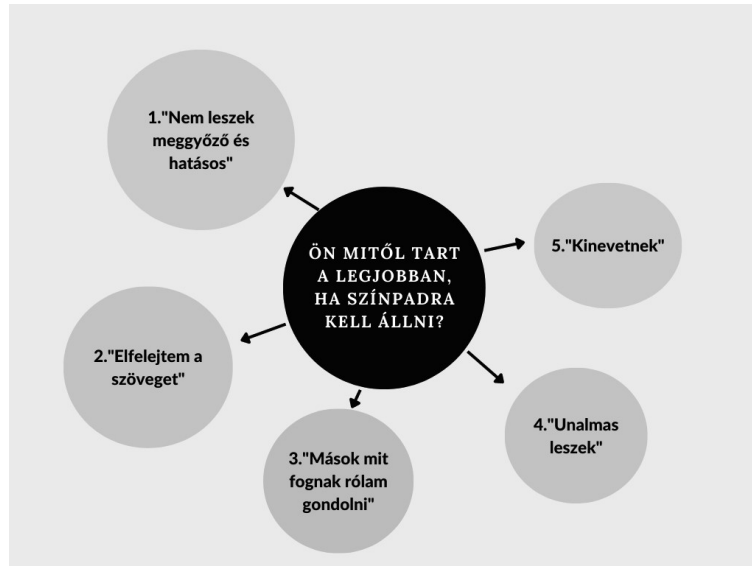 1."Nem leszek
meggyőző és
hatásos"
ÖN MITŐL TART
A LEGJOBBAN,
HA SZÍNPADRA
KELL ÁLLNI?
5."Kinevetnek"
2."Elfelejtem a
szöveget"
3."Mások mit
fognak rólam
gondolni"
4."Unalmas
leszek"